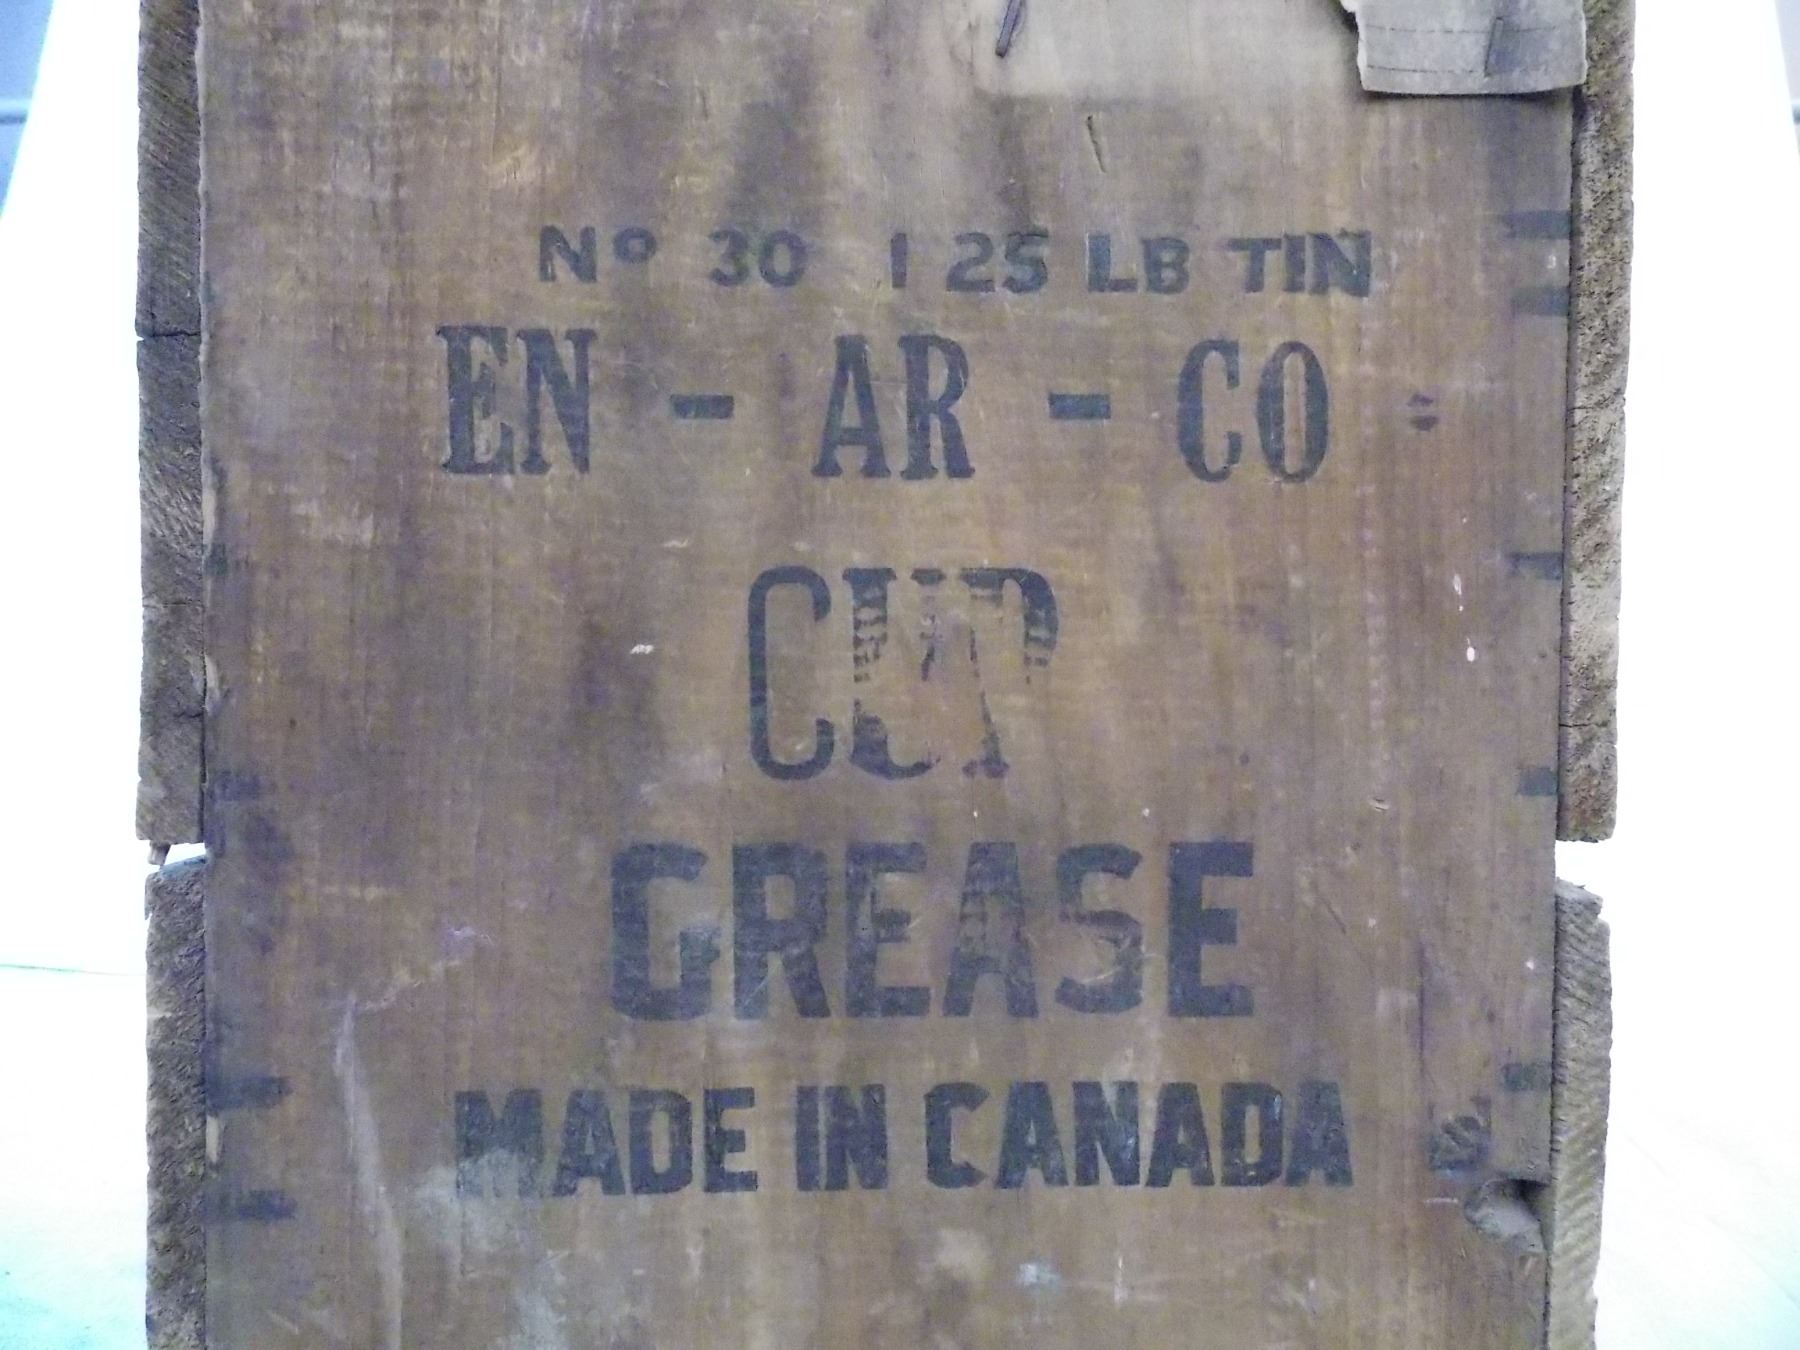 No 30 1 25 LB TIN
EN - AR - CO
CUP
GREASE
MADE IN CANADA